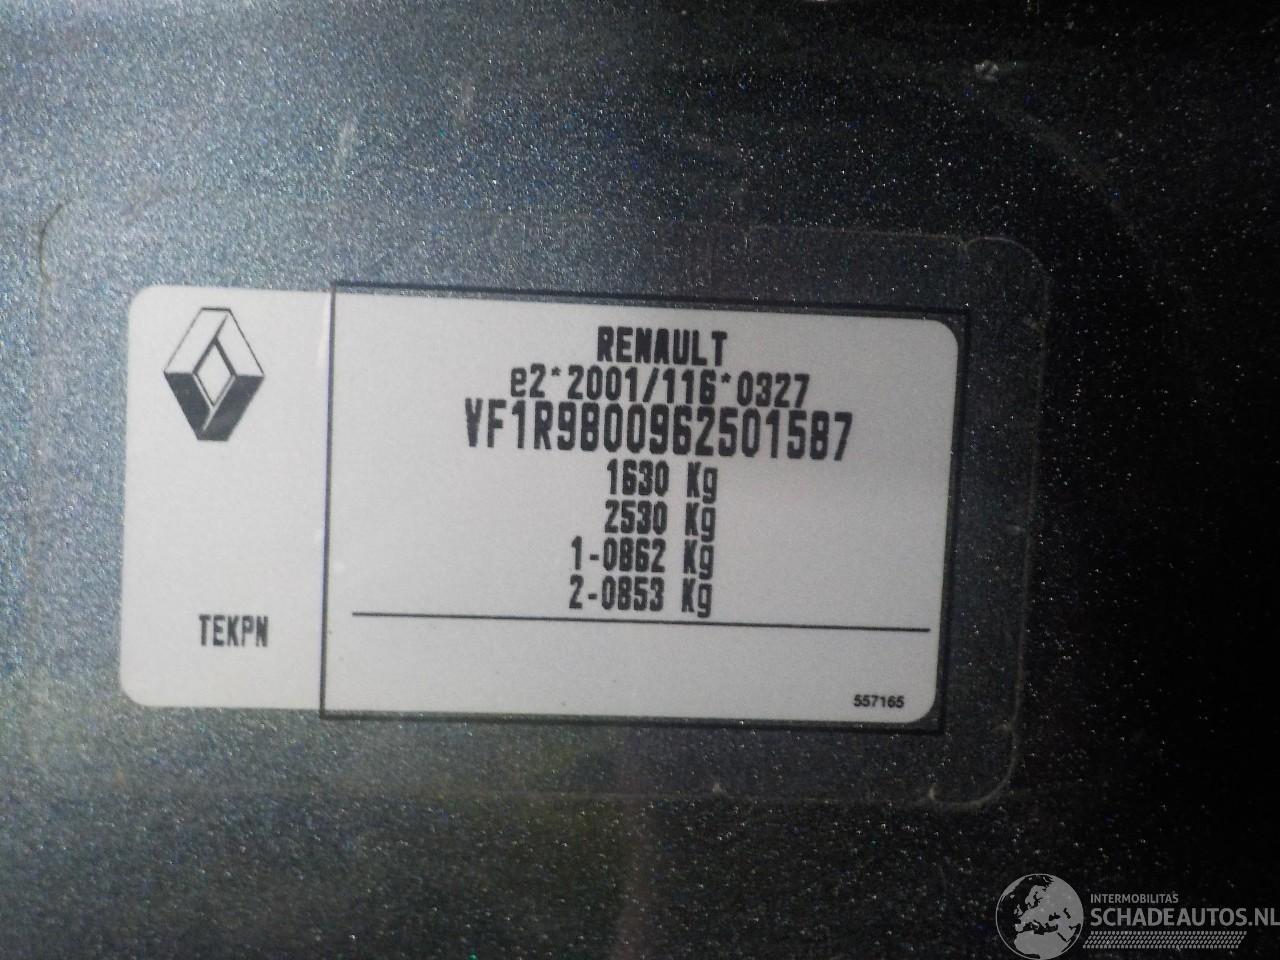 RENAULT
e2*2001/116*0327
VF1R9800962501587
1630 Kg
2530 Kg
1-0862 Kg
2-0853 Kg
TEKPN
557165
INTERMOBILITAS
SCHADEAUTOS.NL